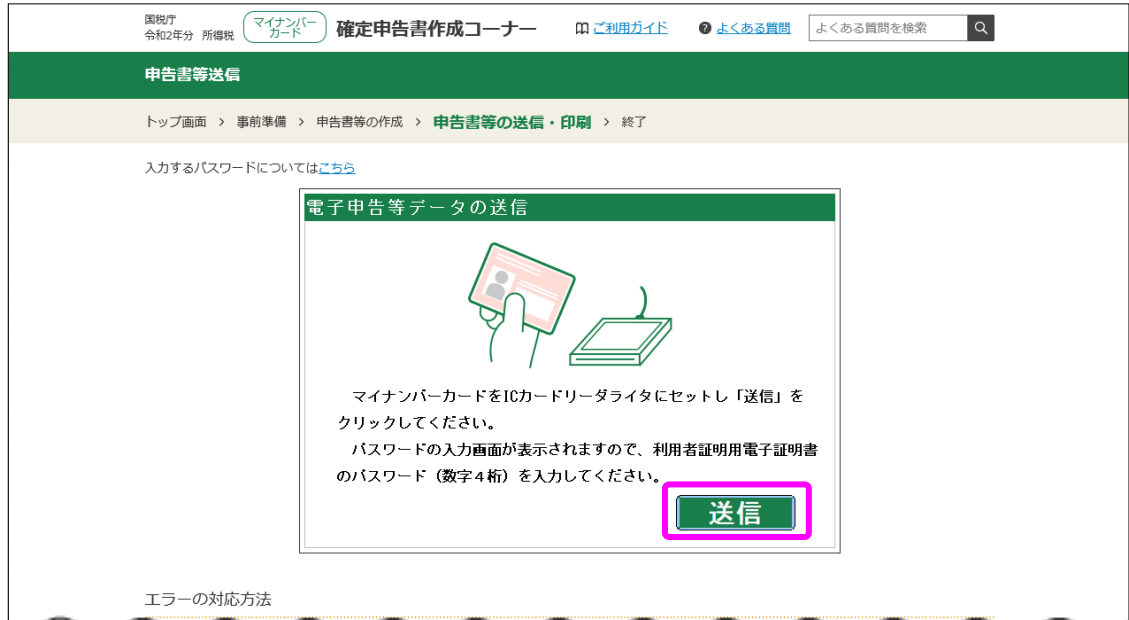 国税庁
令和2年分 所得税
マイナンバー
カード
確定申告書作成コーナー
ご利用ガイド
? よくある質問
よくある質問を検索
申告書等送信
トップ画面 > 事前準備 > 申告書等の作成 > 申告書等の送信・印刷 > 終了
入力するパスワードについてはこちら
電子申告等データの送信
マイナンバーカードをICカードリーダライタにセットし「送信」を
クリックしてください。
パスワードの入力画面が表示されますので、利用者証明用電子証明書
のパスワード（数字４桁）を入力してください。
送信
エラーの対応方法